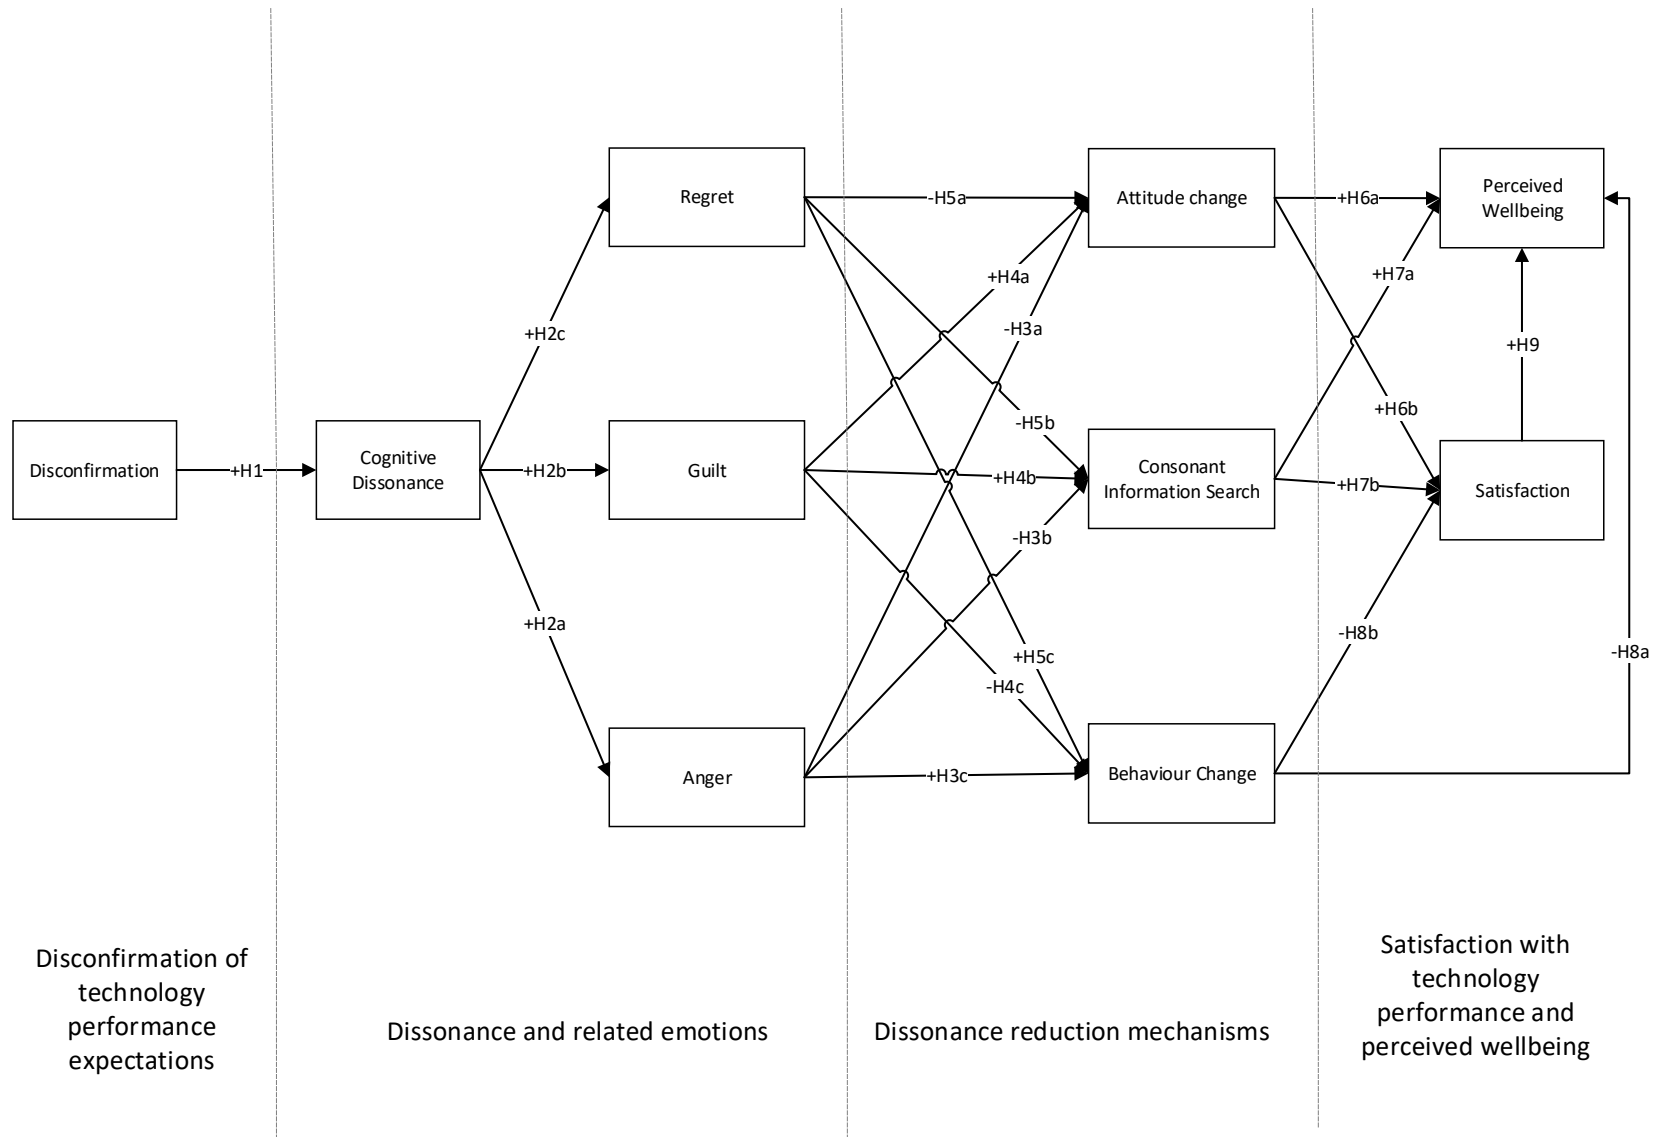 Regret
Attitude change
Perceived
Wellbeing
-H5a
+H6a
+H4a
+H7a
-H3a
+H2c
+H9
+H6b
-H5b
Disconfirmation
+H1
Cognitive
Dissonance
+H2b
Guilt
+H4b
Consonant
Information Search
+H7b
Satisfaction
-H3b
+H2a
-H8b
-H8a
+H5c
-H4c
Anger
+H3c
Behaviour Change
Disconfirmation of
technology
performance
expectations
Dissonance and related emotions
Dissonance reduction mechanisms
Satisfaction with
technology
performance and
perceived wellbeing